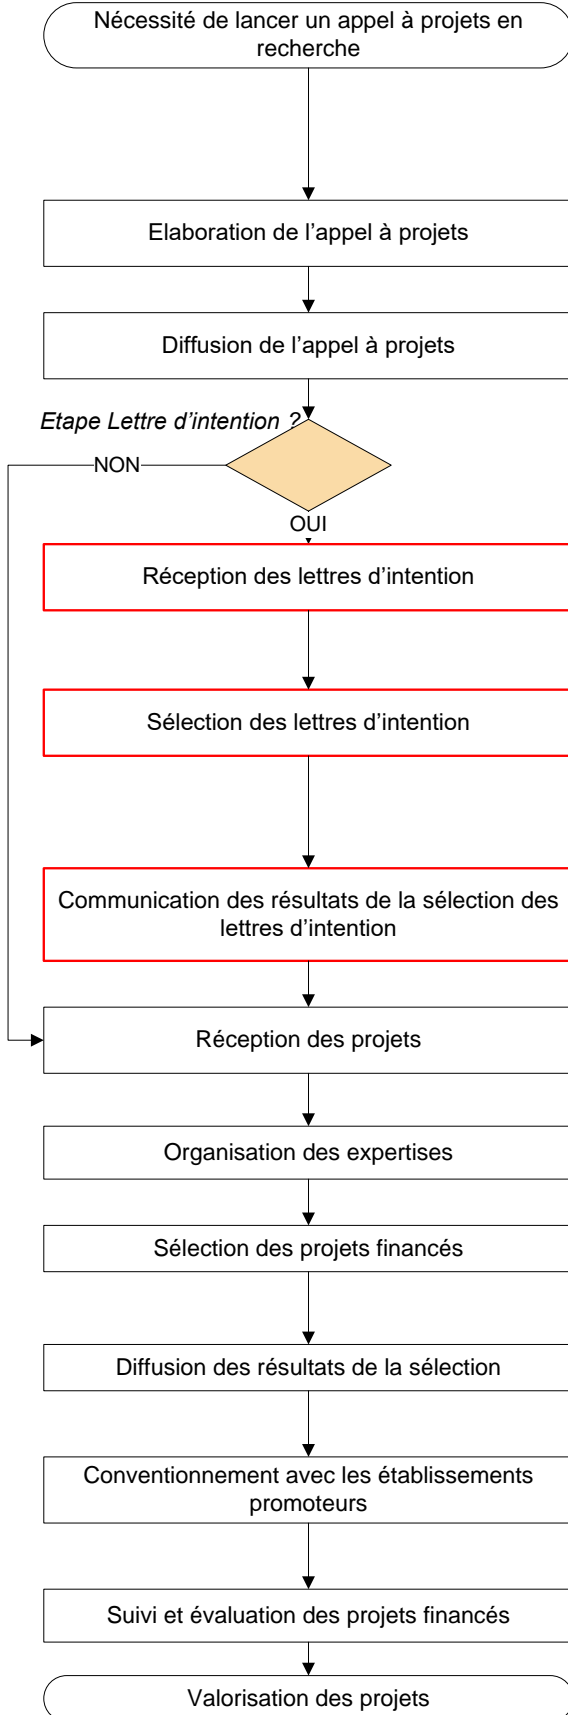 Nécessité de lancer un appel à projets en
recherche
Elaboration de l’appel à projets
Diffusion de l’appel à projets
Etape Lettre d’intention ?
NON
OUI
Réception des lettres d’intention
Sélection des lettres d’intention
Communication des résultats de la sélection des
lettres d’intention
Réception des projets
Organisation des expertises
Sélection des projets financés
Diffusion des résultats de la sélection
Conventionnement avec les établissements
promoteurs
Suivi et évaluation des projets financés
Valorisation des projets